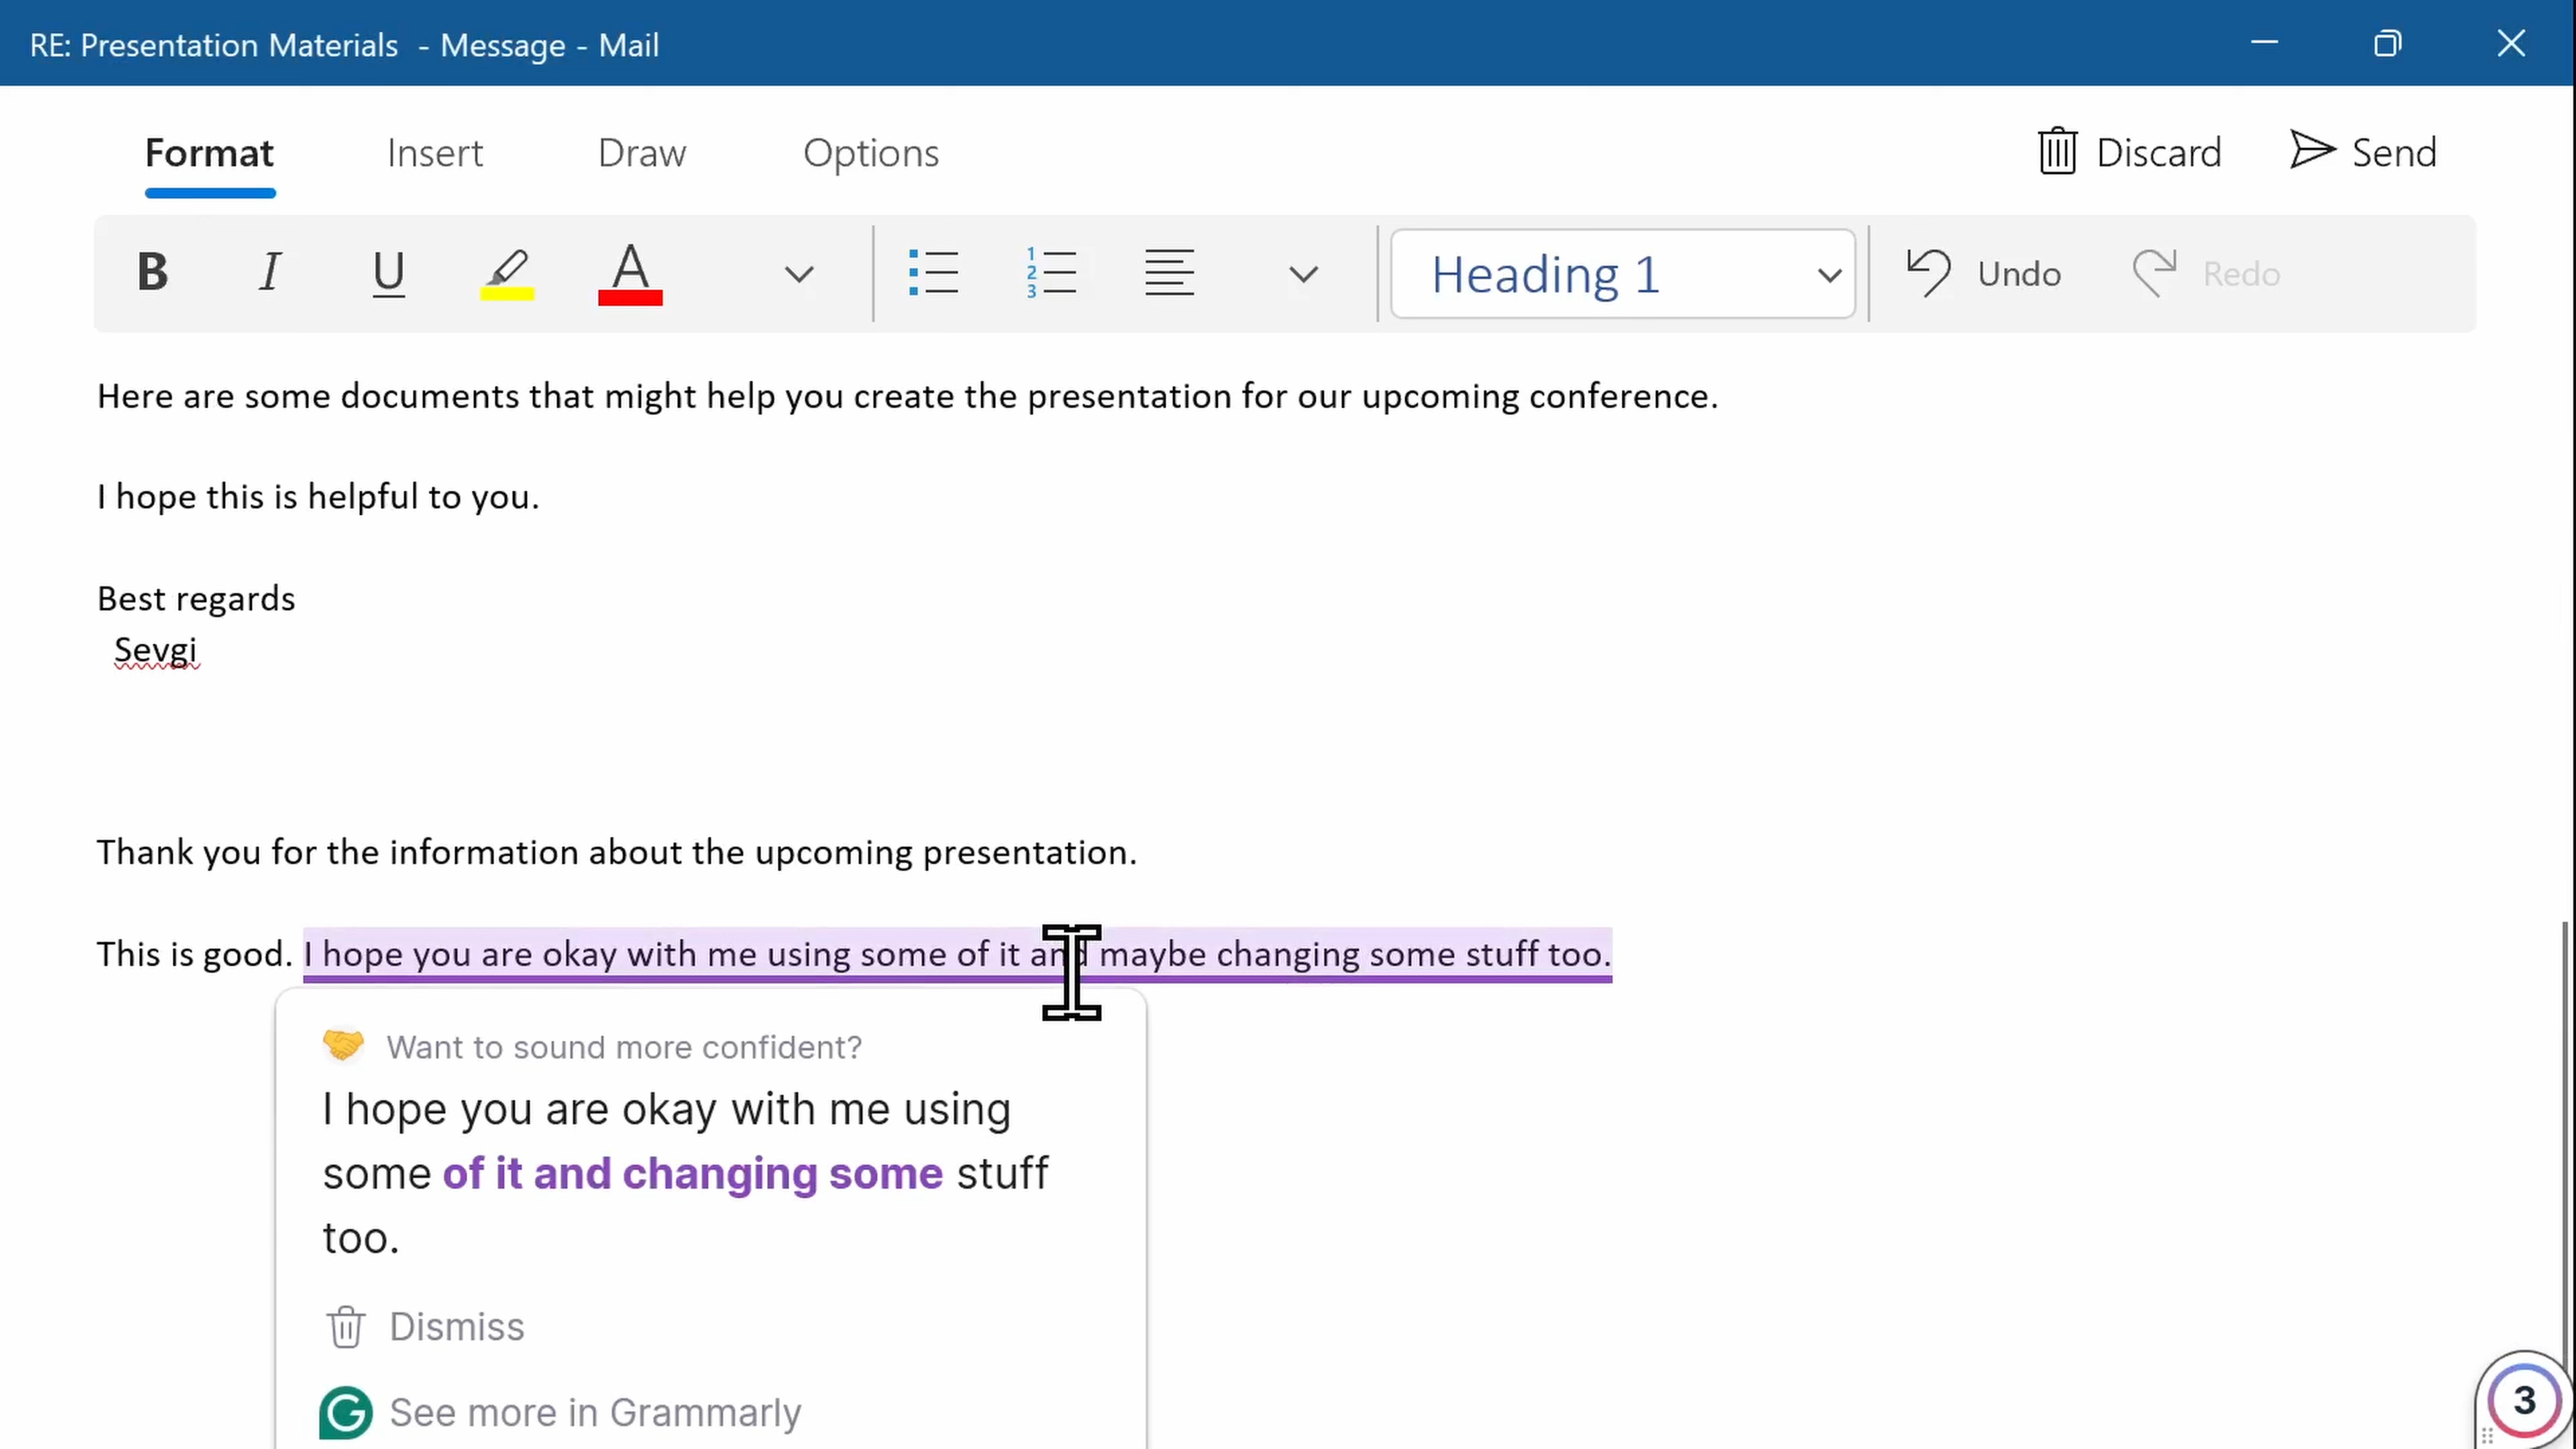 RE: Presentation Materials - Message - Mail
Format Insert Draw Options Discard Send
B I U A 1 2 3 Heading 1 Undo Redo
Here are some documents that might help you create the presentation for our upcoming conference.
I hope this is helpful to you.
Best regards
Sevgi
Thank you for the information about the upcoming presentation.
This is good. I hope you are okay with me using some of it and maybe changing some stuff too.
Want to sound more confident?
I hope you are okay with me using
some of it and changing some stuff
too.
Dismiss
G See more in Grammarly
3